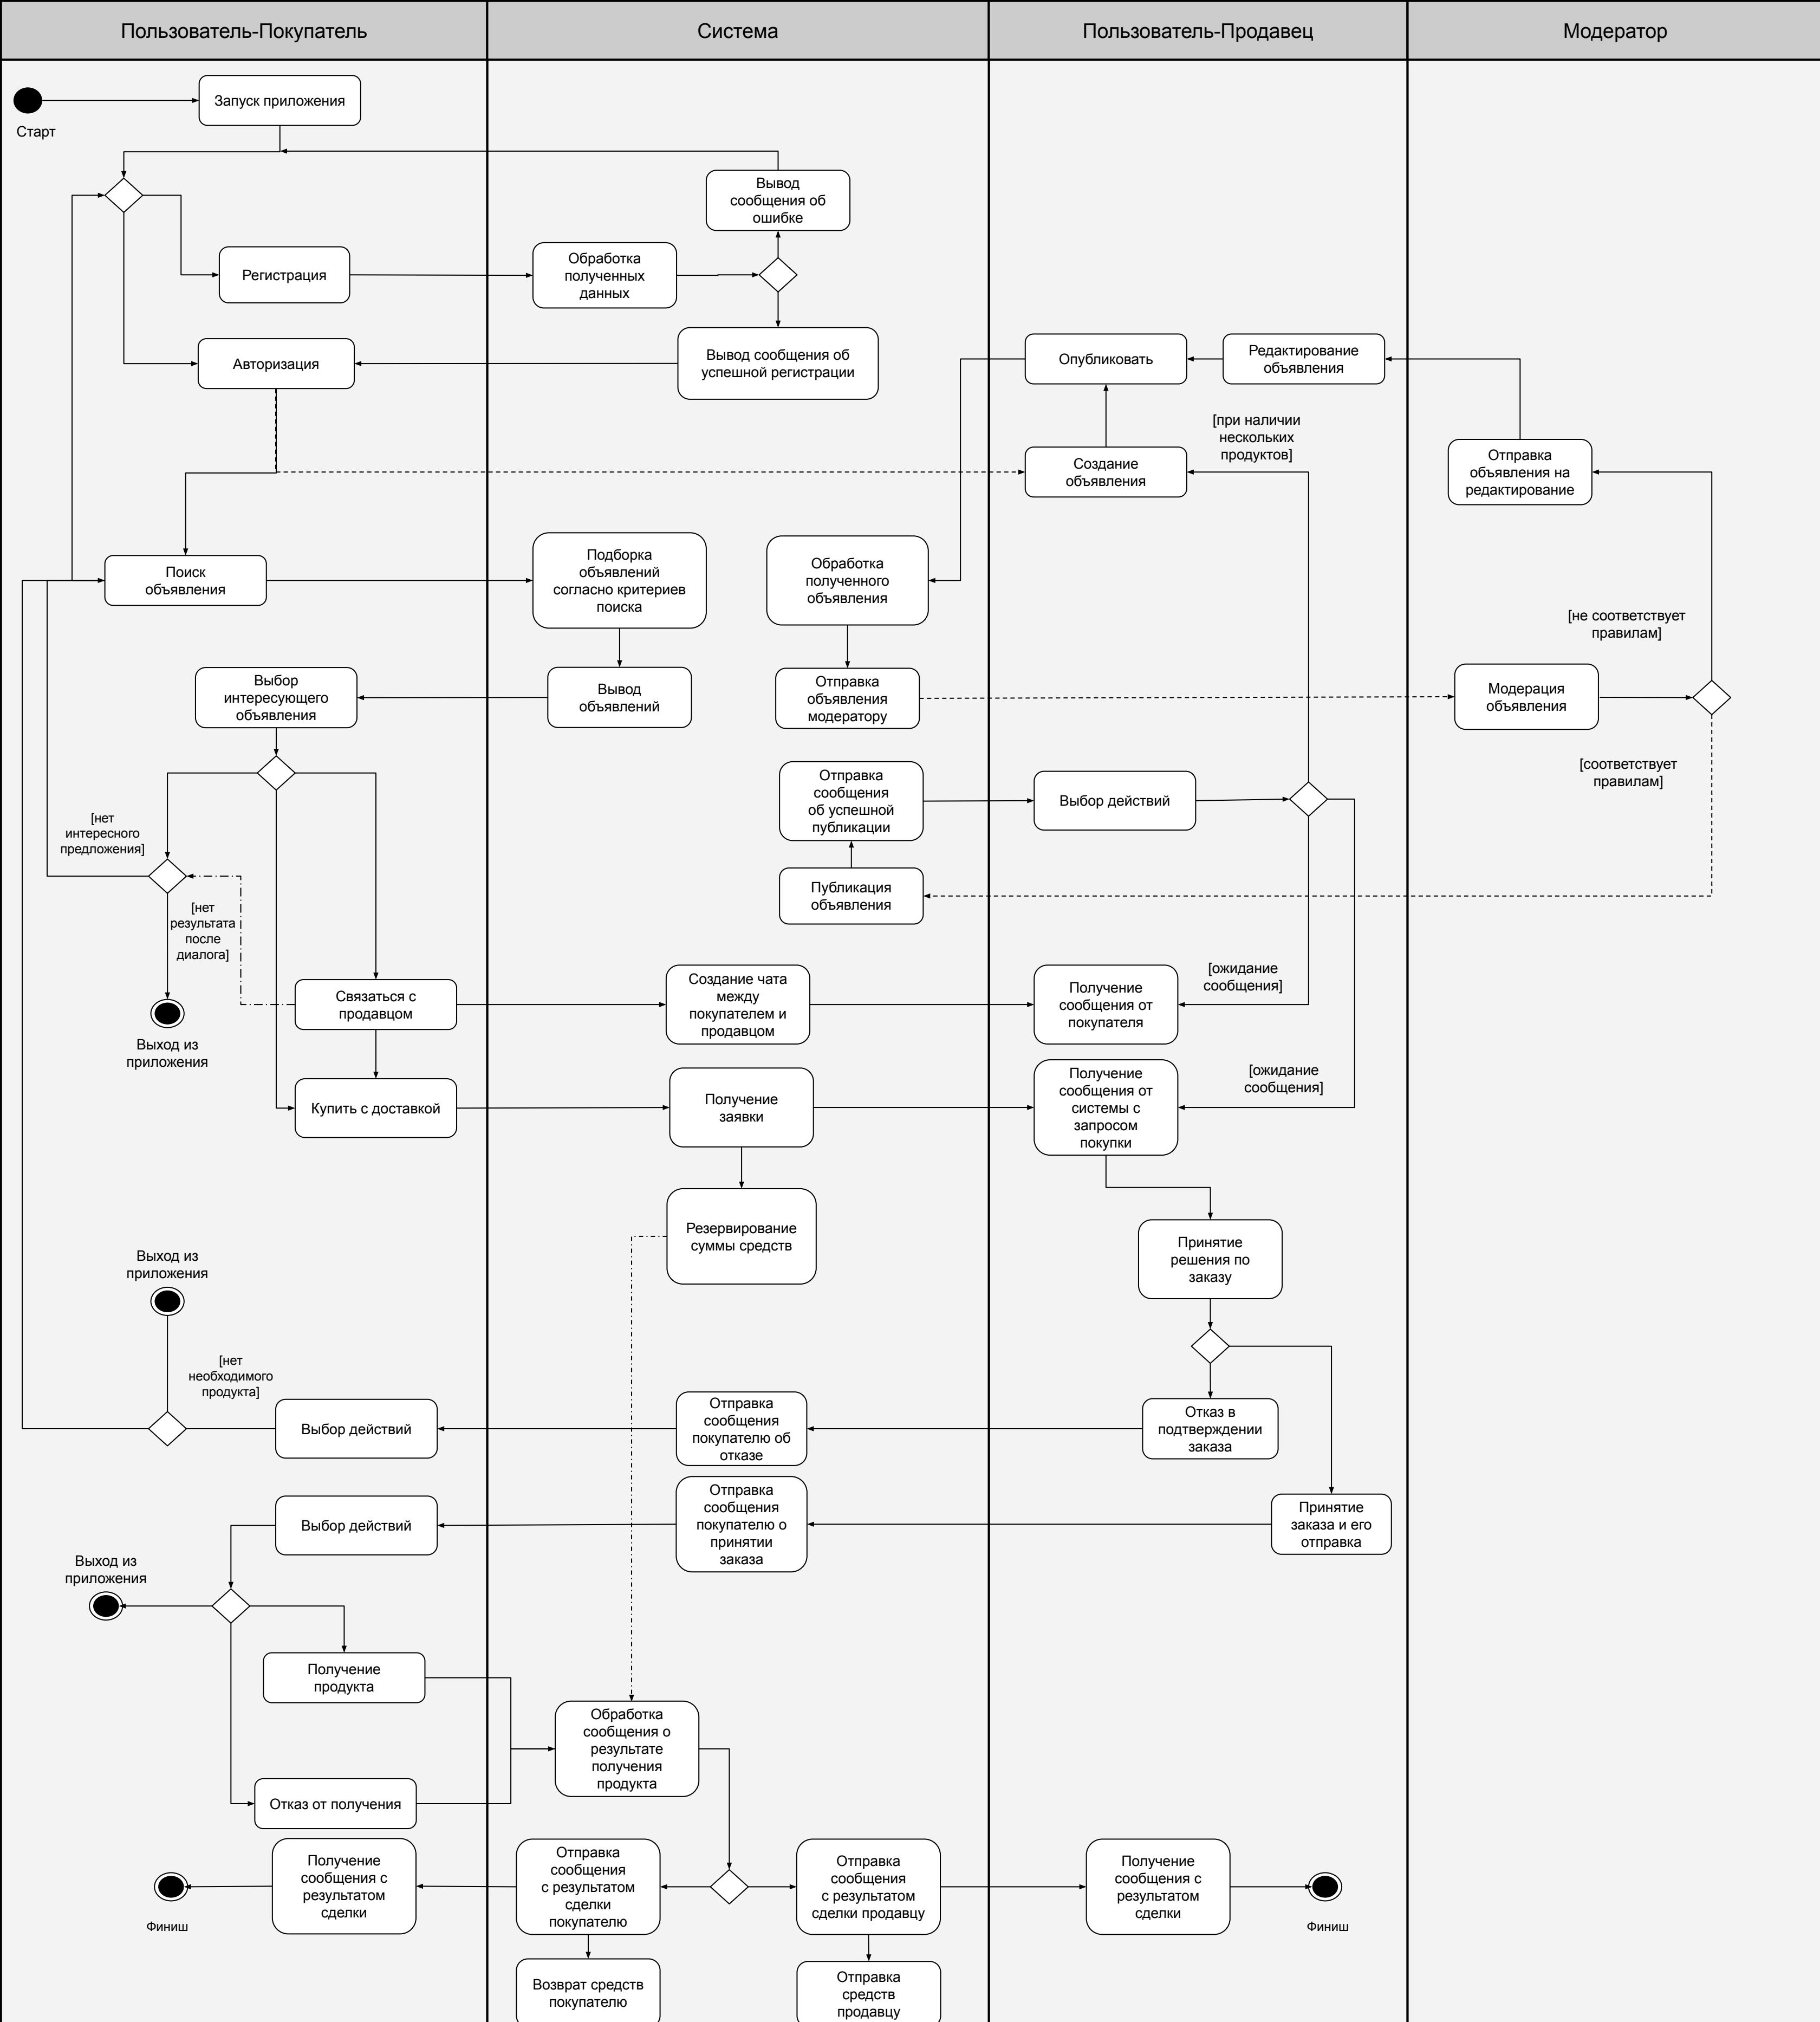 Пользователь-Покупатель
Система
Пользователь-Продавец
Модератор
Запуск приложения
Старт
Вывод
сообщения об
ошибке
Регистрация
Обработка
полученных
данных
Авторизация
Вывод сообщения об
успешной регистрации
Опубликовать
Редактирование
объявления
[при наличии
нескольких
продуктов]
Создание
объявления
Отправка
объявления на
редактирование
Поиск
объявления
Подборка
объявлений
согласно критериев
поиска
Обработка
полученного
объявления
[не соответствует
правилам]
Выбор
интересующего
объявления
Вывод
объявлений
Отправка
объявления
модератору
Модерация
объявления
[соответствует
правилам]
Отправка
сообщения
об успешной
публикации
Выбор действий
[нет
интересного
предложения]
Публикация
объявления
[нет
результата
после
диалога]
Связаться с
продавцом
Создание чата
между
покупателем и
продавцом
Получение
сообщения от
покупателя
[ожидание
сообщения]
Выход из
приложения
Купить с доставкой
Получение
заявки
Получение
сообщения от
системы с
запросом
покупки
[ожидание
сообщения]
Резервирование
суммы средств
Принятие
решения по
заказу
Выход из
приложения
[нет
необходимого
продукта]
Выбор действий
Отправка
сообщения
покупателю об
отказе
Отказ в
подтверждении
заказа
Выбор действий
Отправка
сообщения
покупателю о
принятии
заказа
Принятие
заказа и его
отправка
Выход из
приложения
Получение
продукта
Обработка
сообщения о
результате
получения
продукта
Отказ от получения
Получение
сообщения с
результатом
сделки
Отправка
сообщения
с результатом
сделки
покупателю
Отправка
сообщения
с результатом
сделки продавцу
Получение
сообщения с
результатом
сделки
Финиш
Финиш
Возврат средств
покупателю
Отправка
средств
продавцу